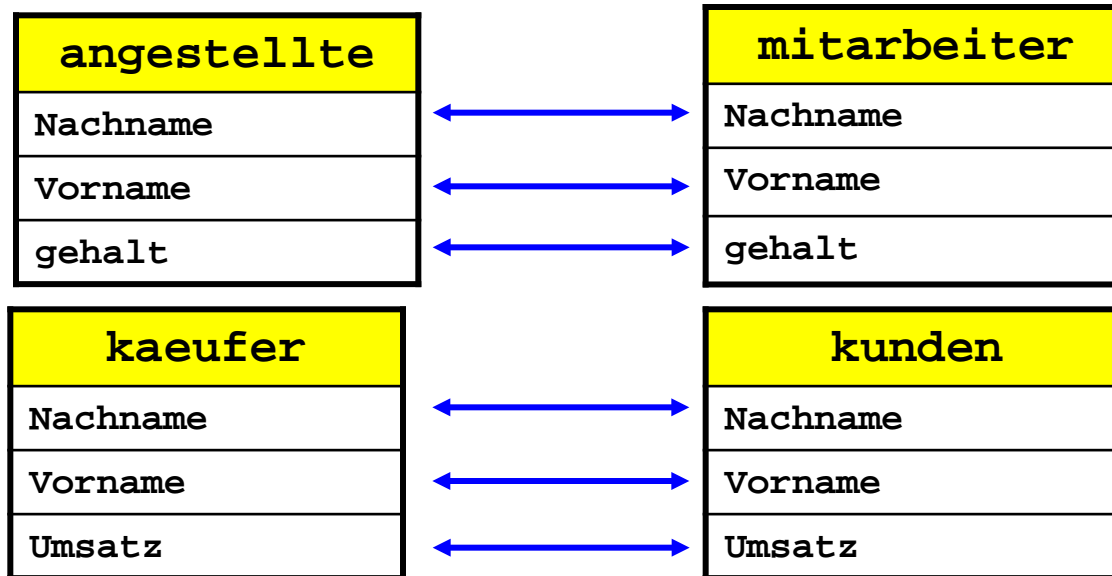 angestellte
Nachname
Vorname
gehalt
mitarbeiter
Nachname
Vorname
gehalt
kaeufer
Nachname
Vorname
Umsatz
kunden
Nachname
Vorname
Umsatz